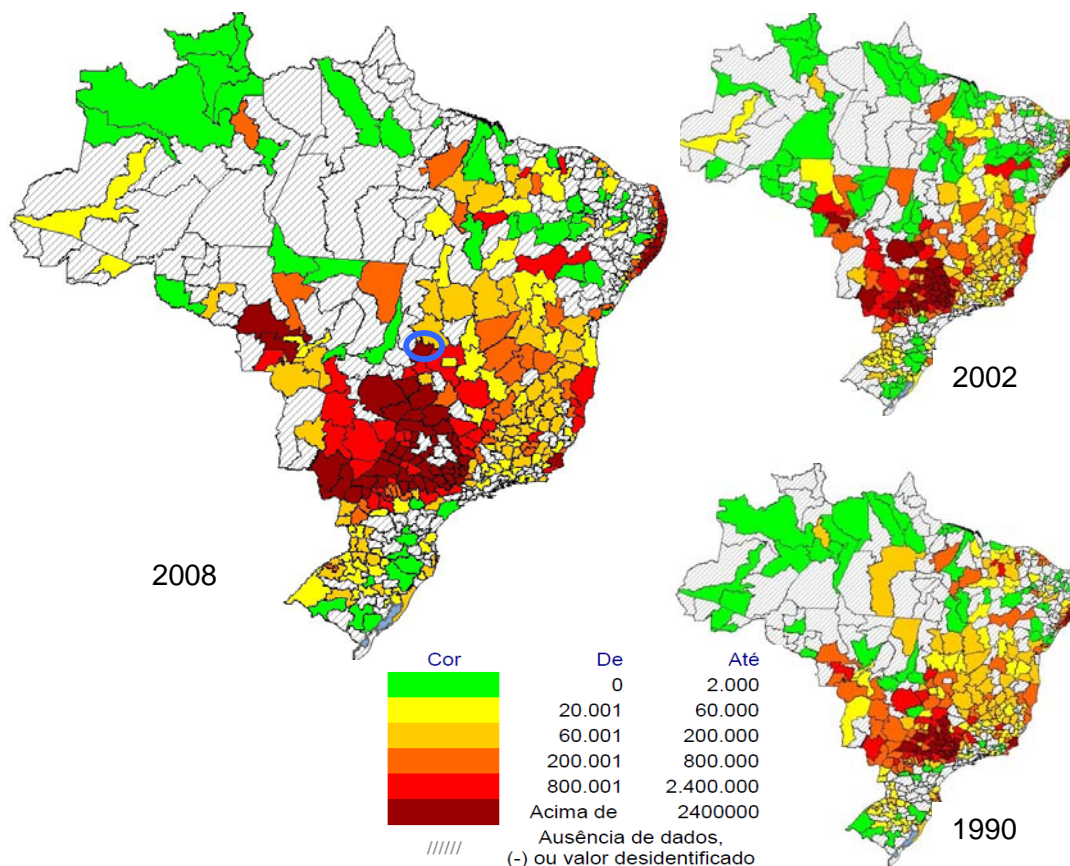 2002
2008
1990
Cor De Até
0 2.000
20.001 60.000
60.001 200.000
200.001 800.000
800.001 2.400.000
Acima de 2400000
////// Ausência de dados,
(-) ou valor desidentificado